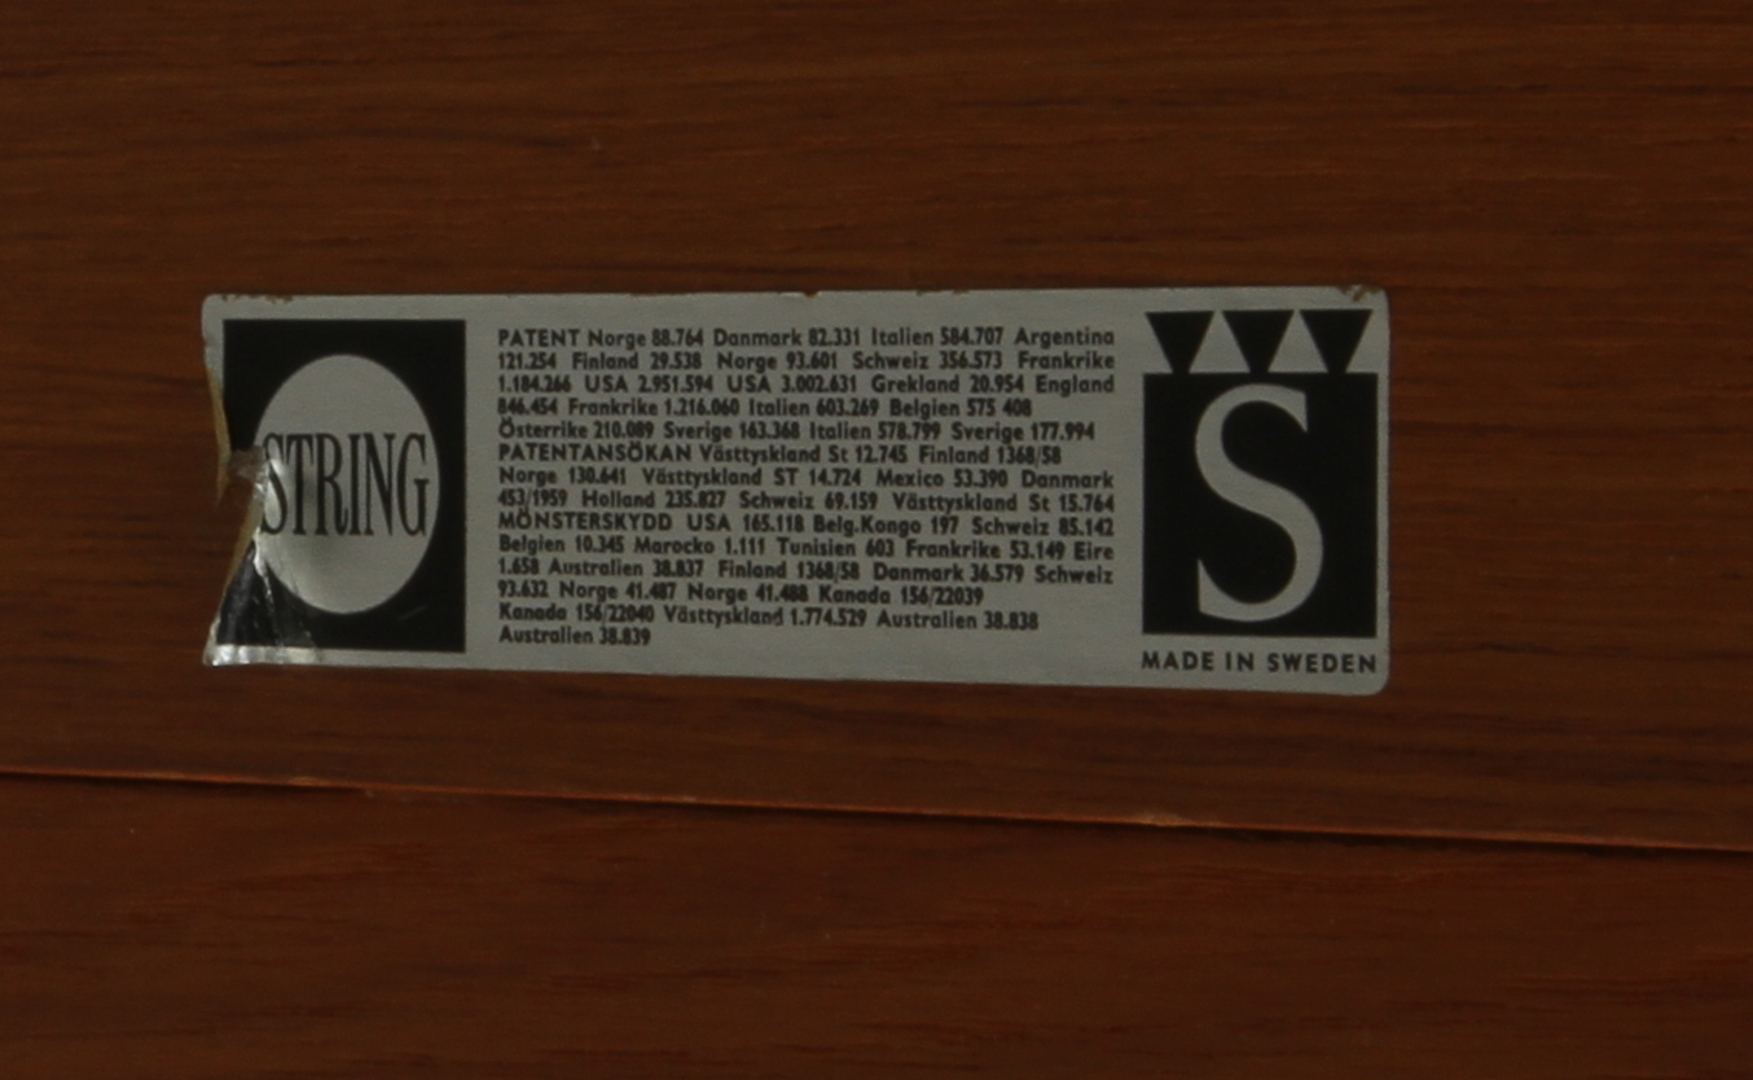 STRING
PATENT Norge 88.764 Danmark 82.331 Italien 584.707 Argentina
121.254 Finland 29.538 Norge 93.601 Schweiz 356.573 Frankrike
1.184.266 USA 2.951.594 USA 3.002.631 Grekland 20.954 England
846.454 Frankrike 1.216.060 Italien 603.269 Belgien 575 408
Österrike 210.089 Sverige 163.368 Italien 578.799 Sverige 177.994
PATENTANSÖKAN Västtyskland St 12.745 Finland 1368/58
Norge 130.641 Västtyskland ST 14.724 Mexico 53.390 Danmark
453/1959 Holland 235.827 Schweiz 69.159 Västtyskland St 15.764
MÖNSTERSKYDD USA 165.118 Belg.Kongo 197 Schweiz 85.142
Belgien 10.345 Marocko 1.111 Tunisien 603 Frankrike 53.149 Eire
1.658 Australien 38.837 Finland 1368/58 Danmark 36.579 Schweiz
93.632 Norge 41.487 Norge 41.488 Kanada 156/22039
Kanada 156/22040 Västtyskland 1.774.529 Australien 38.838
Australien 38.839
S
MADE IN SWEDEN